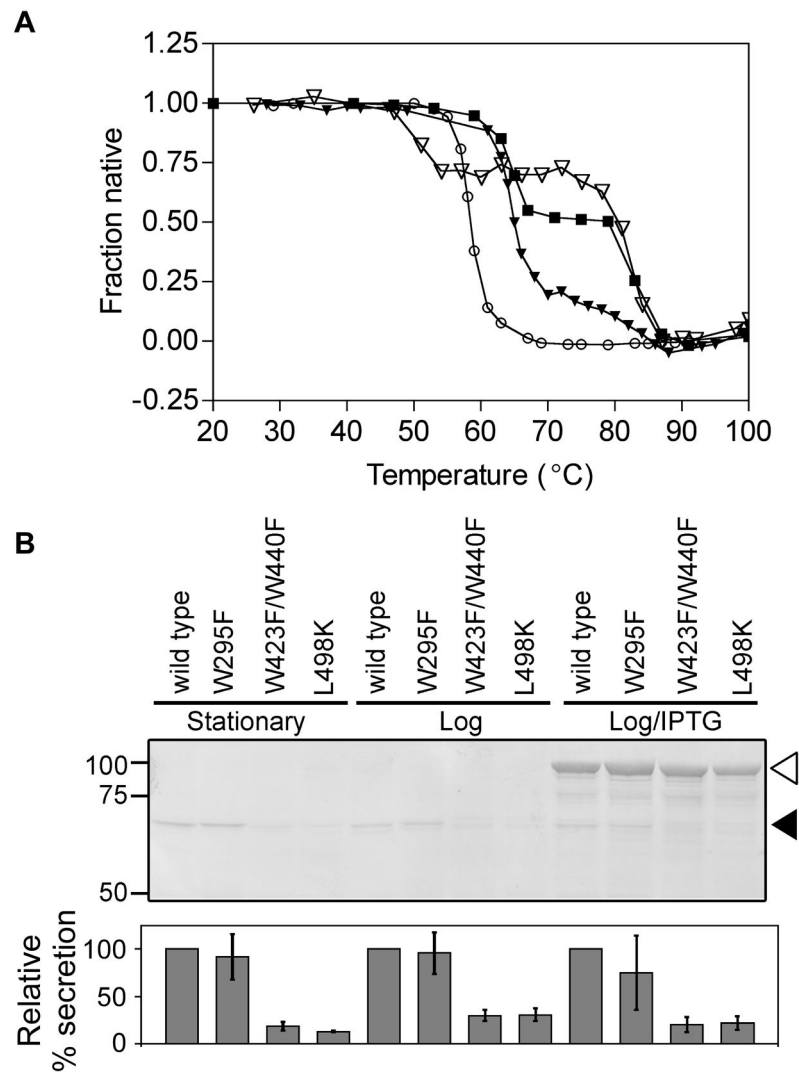 A
1.25
1.00
0.75
0.50
0.25
0.00
-0.25
Fraction native
20 30 40 50 60 70 80 90 100
Temperature (°C)
B
wild type
W295F
W423F/W440F
L498K
wild type
W295F
W423F/W440F
L498K
wild type
W295F
W423F/W440F
L498K
Stationary Log Log/IPTG
100
75
50
Relative
% secretion
100
50
0